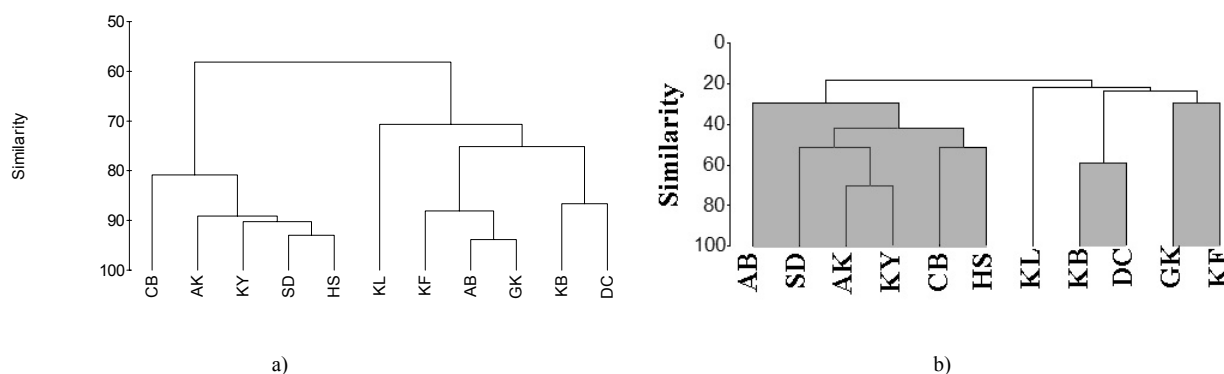 Similarity
50
60
70
80
90
100
CB AK KY SD HS KL KF AB GK KB DC
a)
Similarity
0
20
40
60
80
100
AB SD AK KY CB HS KL KB DC GK KF
b)